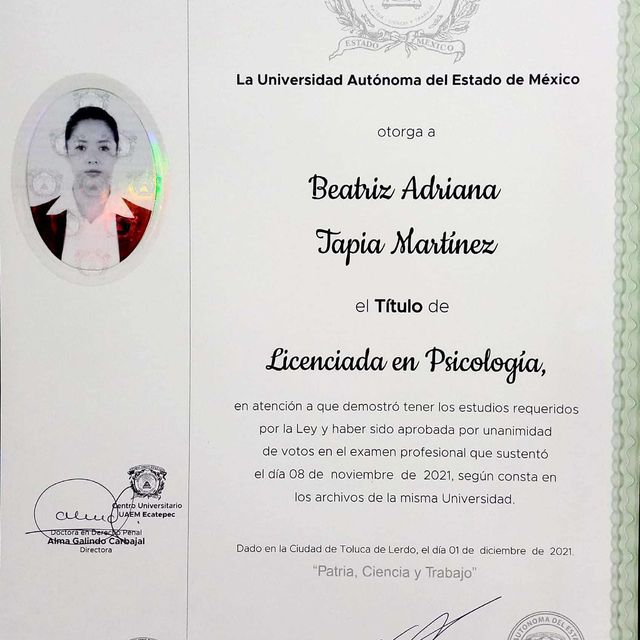 ESTADO MÉXICO
La Universidad Autónoma del Estado de México
otorga a
Beatriz Adriana
Tapia Martínez
el Título de
Licenciada en Psicología,
en atención a que demostró tener los estudios requeridos
por la Ley y haber sido aprobada por unanimidad
de votos en el examen profesional que sustentó
el día 08 de noviembre de 2021, según consta en
los archivos de la misma Universidad.
Centro Universitario
UAEM Ecatepec
Doctora en Derecho Penal
Alma Galindo Carbajal
Directora
Dado en la Ciudad de Toluca de Lerdo, el día 01 de diciembre de 2021.
“Patria, Ciencia y Trabajo”
AUTÓNOMA DEL